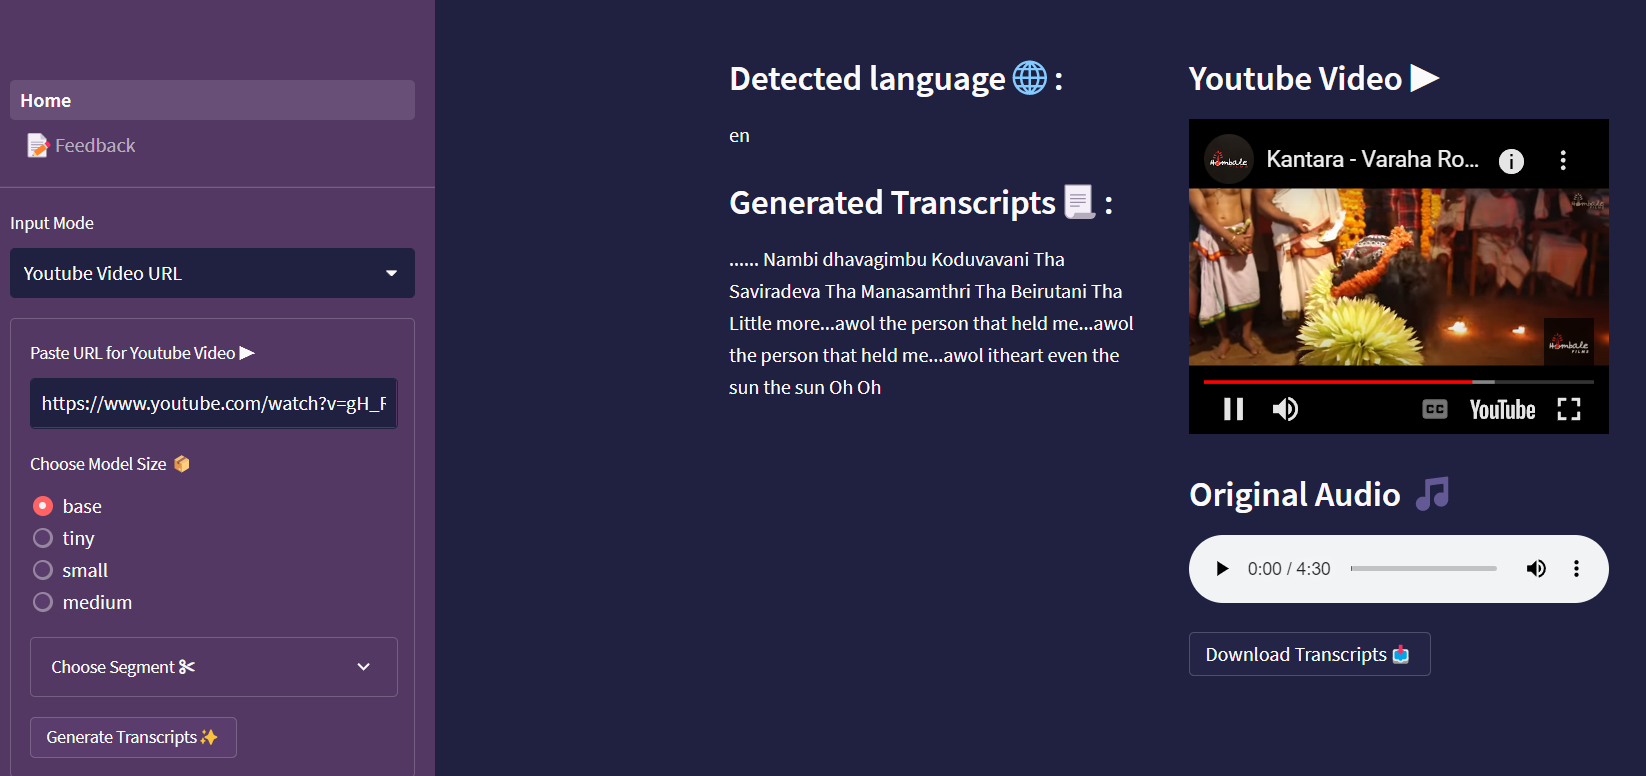 Home
Feedback
Input Mode
Youtube Video URL
Paste URL for Youtube Video
https://www.youtube.com/watch?v=gH_F
Choose Model Size
base
tiny
small
medium
Choose Segment
Generate Transcripts
Detected language :
en
Generated Transcripts :
...... Nambi dhavagimbu Koduvavani Tha
Saviradeva Tha Manasamthri Tha Beirutani Tha
Little more...awol the person that held me...awol
the person that held me...awol itheart even the
sun the sun Oh Oh
Youtube Video
Hombale
Kantara - Varaha Ro...
Hombale
Hombale
FILMS
CC
YouTube
Original Audio
0:00 / 4:30
Download Transcripts